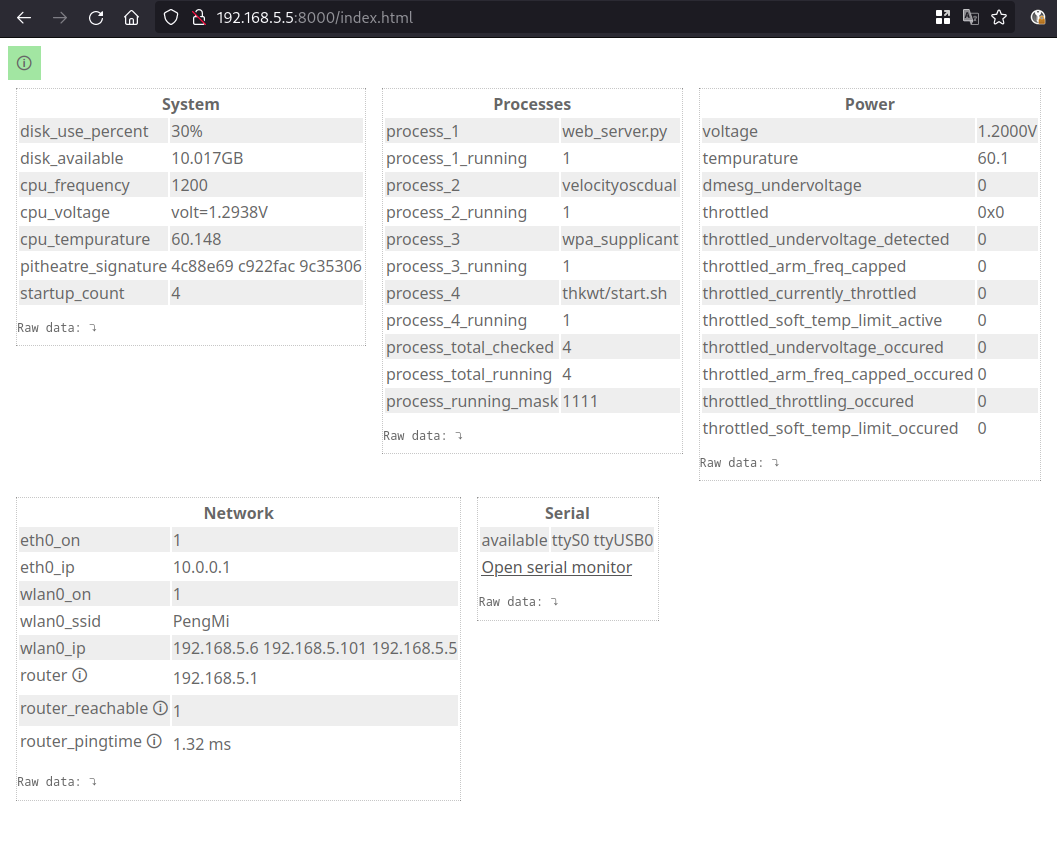 192.168.5.5:8000/index.html
System
disk_use_percent 30%
disk_available 10.017GB
cpu_frequency 1200
cpu_voltage volt=1.2938V
cpu_tempurature 60.148
pitheatre_signature 4c88e69 c922fac 9c35306
startup_count 4
Raw data: ⤵
Processes
process_1 web_server.py
process_1_running 1
process_2 velocityoscdual
process_2_running 1
process_3 wpa_supplicant
process_3_running 1
process_4 thkwt/start.sh
process_4_running 1
process_total_checked 4
process_total_running 4
process_running_mask 1111
Raw data: ⤵
Power
voltage 1.2000V
tempurature 60.1
dmesg_undervoltage 0
throttled 0x0
throttled_undervoltage_detected 0
throttled_arm_freq_capped 0
throttled_currently_throttled 0
throttled_soft_temp_limit_active 0
throttled_undervoltage_occured 0
throttled_arm_freq_capped_occured 0
throttled_throttling_occured 0
throttled_soft_temp_limit_occured 0
Raw data: ⤵
Network
eth0_on 1
eth0_ip 10.0.0.1
wlan0_on 1
wlan0_ssid PengMi
wlan0_ip 192.168.5.6 192.168.5.101 192.168.5.5
router ⓘ 192.168.5.1
router_reachable ⓘ 1
router_pingtime ⓘ 1.32 ms
Raw data: ⤵
Serial
available ttyS0 ttyUSB0
Open serial monitor
Raw data: ⤵